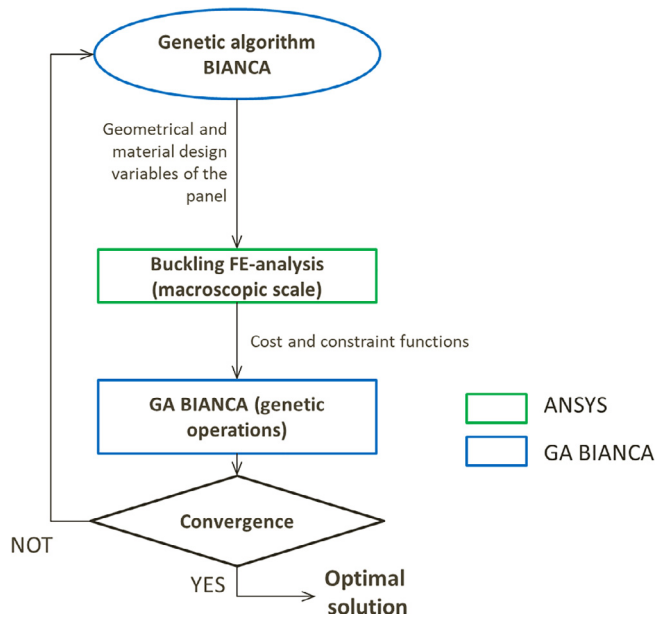 Genetic algorithm
BIANCA
Geometrical and
material design
variables of the
panel
Buckling FE-analysis
(macroscopic scale)
Cost and constraint functions
GA BIANCA (genetic
operations)
ANSYS
GA BIANCA
Convergence
NOT
YES
Optimal
solution